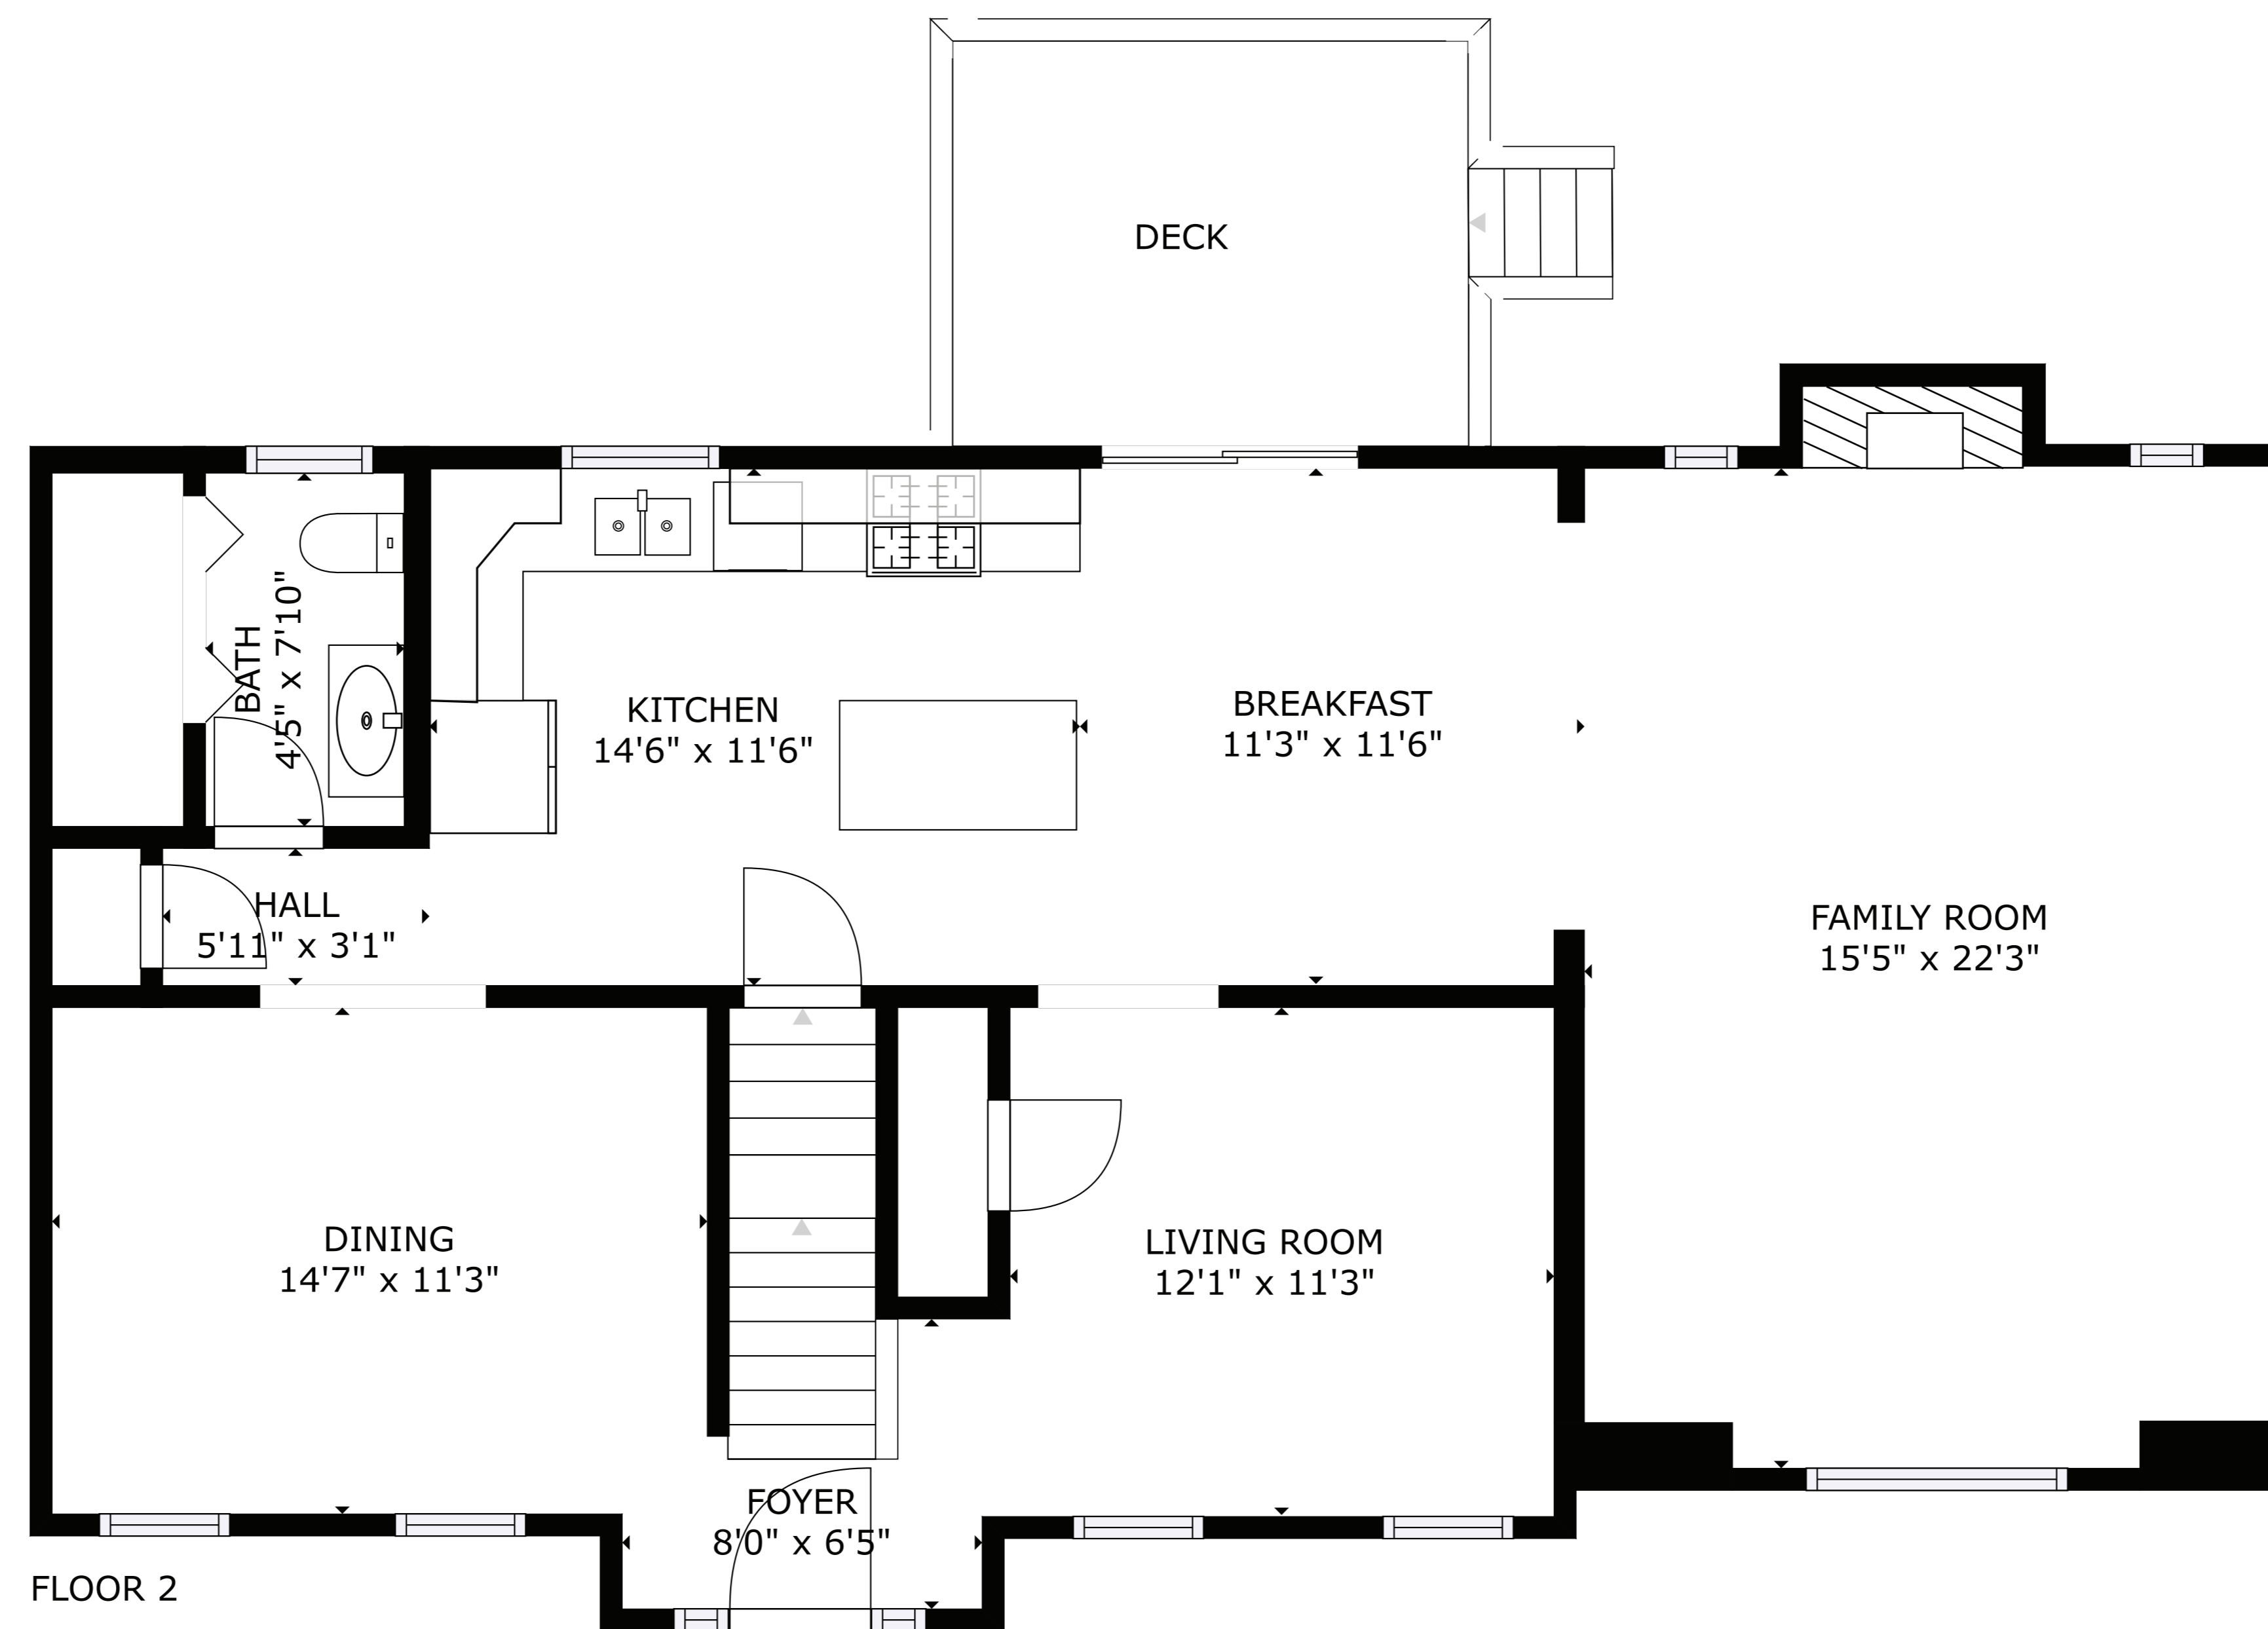 DECK
BATH
4'5" x 7'10"
KITCHEN
14'6" x 11'6"
BREAKFAST
11'3" x 11'6"
HALL
5'11" x 3'1"
FAMILY ROOM
15'5" x 22'3"
DINING
14'7" x 11'3"
LIVING ROOM
12'1" x 11'3"
FOYER
8'0" x 6'5"
FLOOR 2